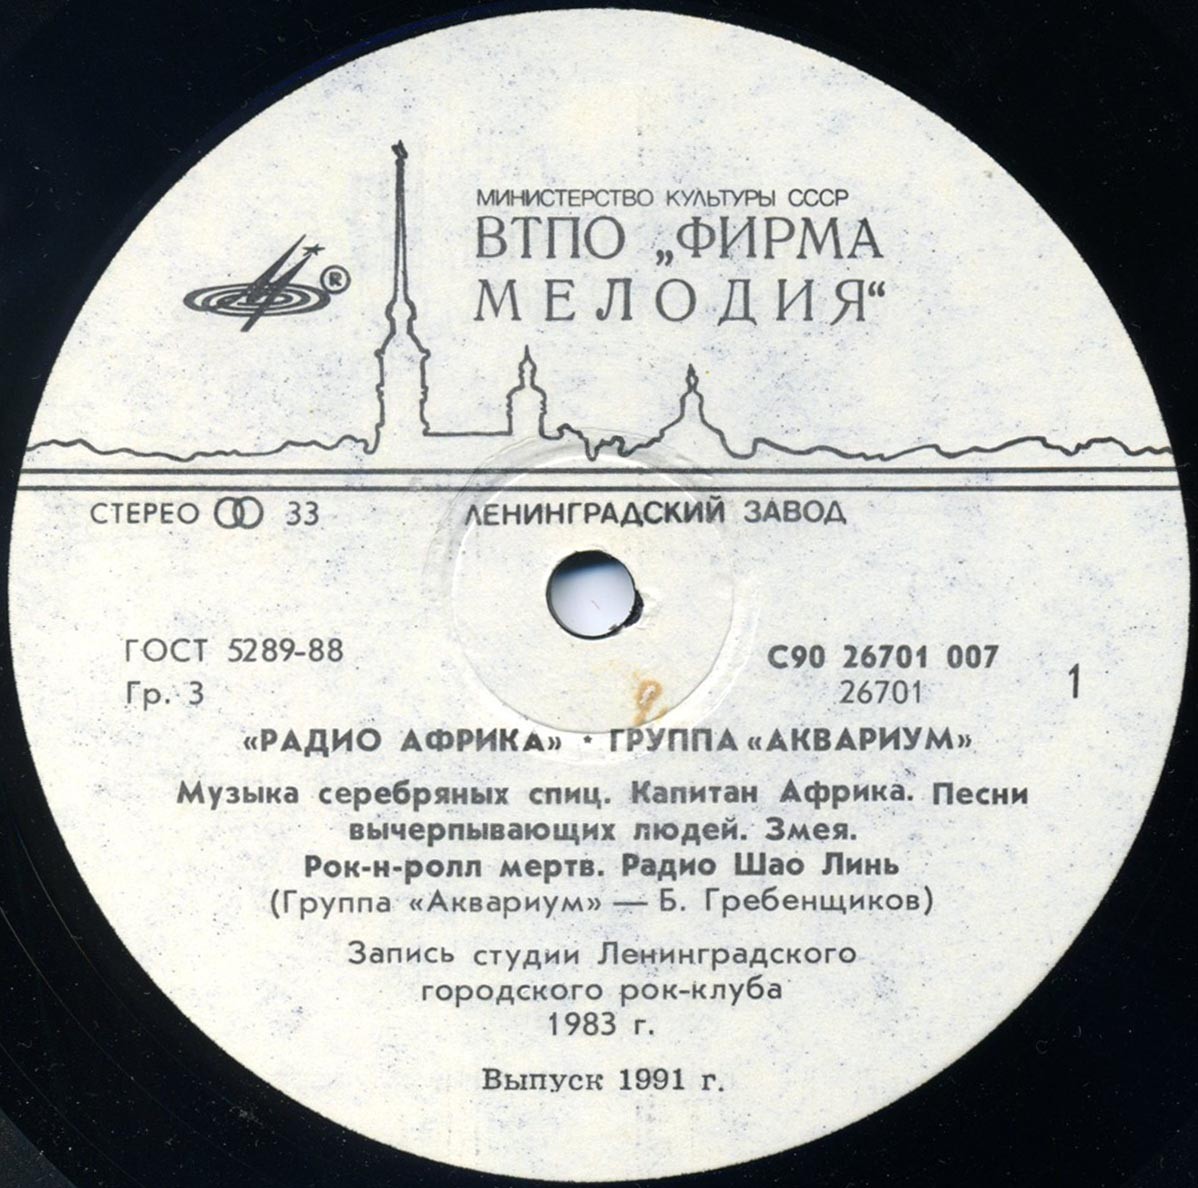 МИНИСТЕРСТВО КУЛЬТУРЫ СССР
ВТПО „ФИРМА
МЕЛОДИЯ“
®
СТЕРЕО 33
ЛЕНИНГРАДСКИЙ ЗАВОД
ГОСТ 5289-88
Гр. 3
С90 26701 007
26701
1
«РАДИО АФРИКА» • ГРУППА «АКВАРИУМ»
Музыка серебряных спиц. Капитан Африка. Песни
вычерпывающих людей. Змея.
Рок-н-ролл мертв. Радио Шао Линь
(Группа «Аквариум» — Б. Гребенщиков)
Запись студии Ленинградского
городского рок-клуба
1983 г.
Выпуск 1991 г.